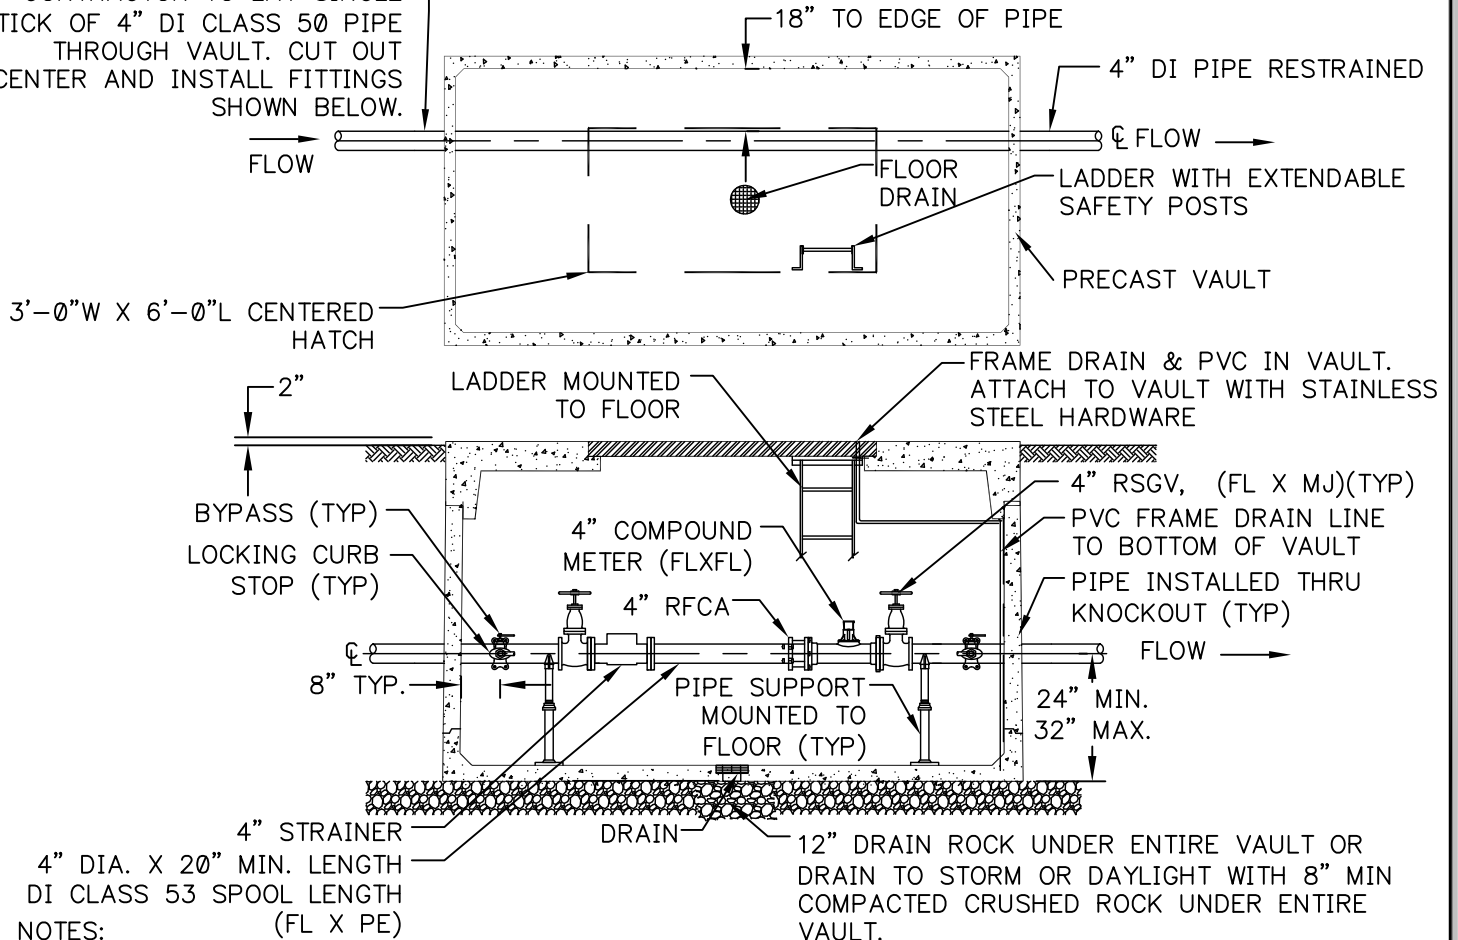 TICK OF 4" DI CLASS 50 PIPE
THROUGH VAULT. CUT OUT
CENTER AND INSTALL FITTINGS
SHOWN BELOW.
18" TO EDGE OF PIPE
4" DI PIPE RESTRAINED
FLOW
℄ FLOW
FLOOR
DRAIN
LADDER WITH EXTENDABLE
SAFETY POSTS
PRECAST VAULT
3'-0"W X 6'-0"L CENTERED
HATCH
2"
LADDER MOUNTED
TO FLOOR
FRAME DRAIN & PVC IN VAULT.
ATTACH TO VAULT WITH STAINLESS
STEEL HARDWARE
BYPASS (TYP)
LOCKING CURB
STOP (TYP)
4" COMPOUND
METER (FLXFL)
4" RFCA
4" RSGV, (FL X MJ)(TYP)
PVC FRAME DRAIN LINE
TO BOTTOM OF VAULT
PIPE INSTALLED THRU
KNOCKOUT (TYP)
℄
FLOW
8" TYP.
PIPE SUPPORT
MOUNTED TO
FLOOR (TYP)
24" MIN.
32" MAX.
4" STRAINER
4" DIA. X 20" MIN. LENGTH
DI CLASS 53 SPOOL LENGTH
(FL X PE)
DRAIN
12" DRAIN ROCK UNDER ENTIRE VAULT OR
DRAIN TO STORM OR DAYLIGHT WITH 8" MIN
COMPACTED CRUSHED ROCK UNDER ENTIRE
VAULT.
NOTES: